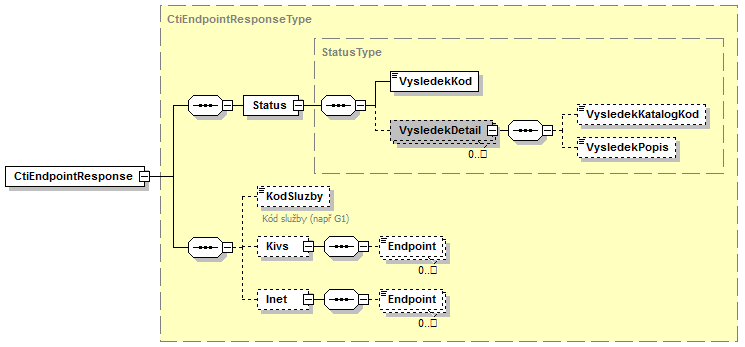 CtiEndpointResponseType
StatusType
VysledekKod
Status
VysledekKatalogKod
VysledekDetail
0..□
VysledekPopis
CtiEndpointResponse
KodSluzby
Kód služby (např G1)
Kivs
Endpoint
0..□
Inet
Endpoint
0..□